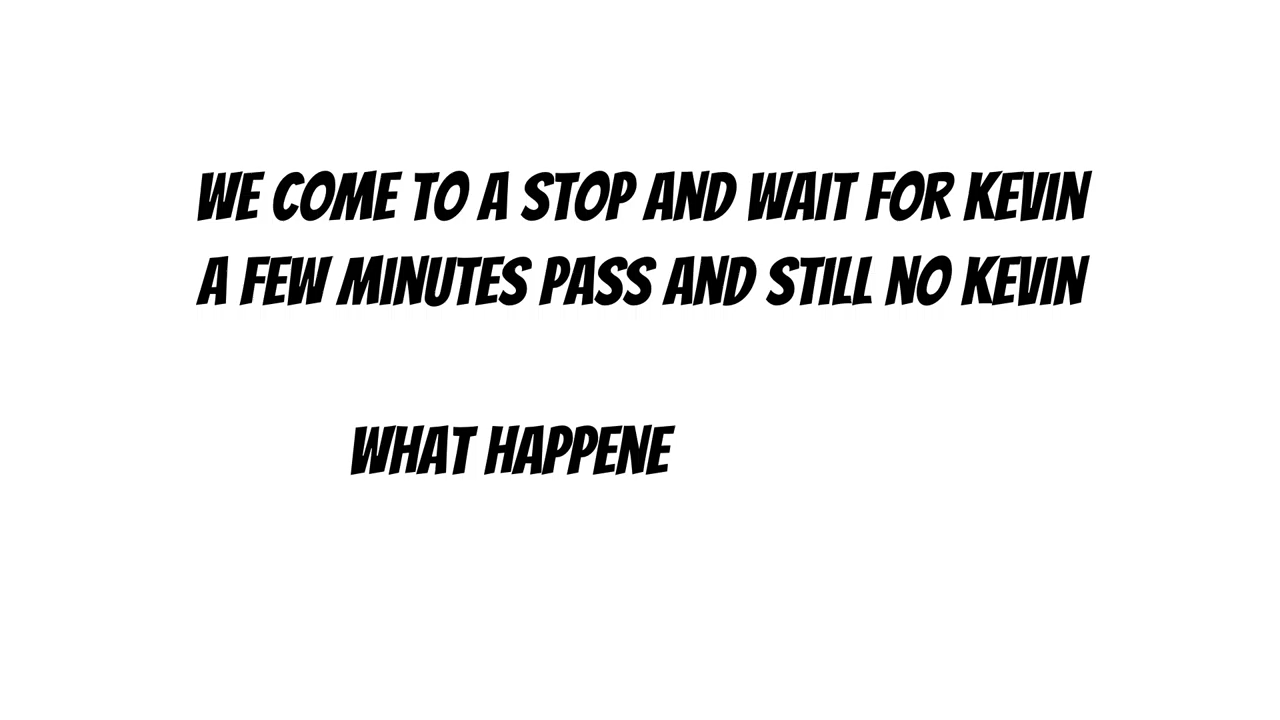 WE COME TO A STOP AND WAIT FOR KEVIN
A FEW MINUTES PASS AND STILL NO KEVIN
WHAT HAPPENE